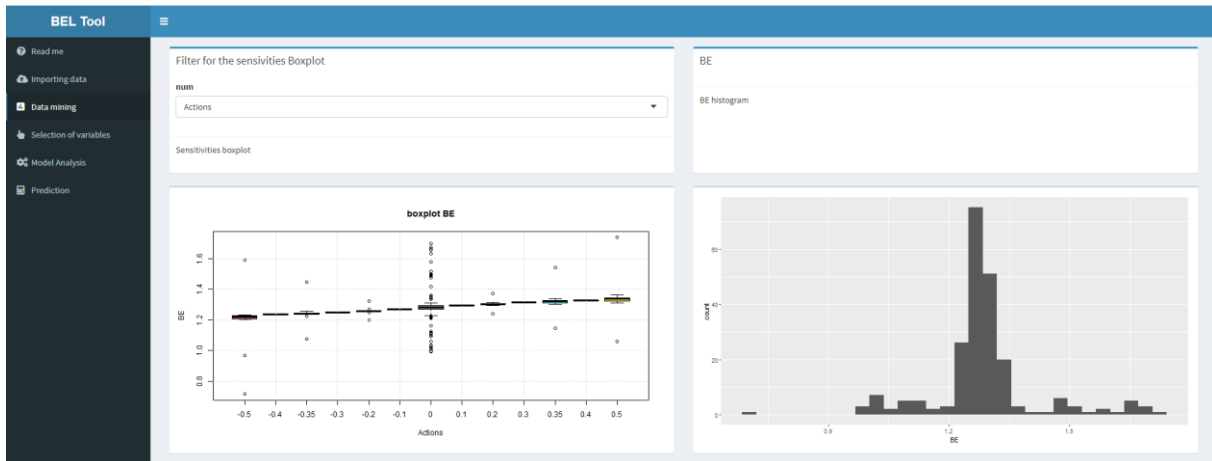 BEL Tool
Read me
Importing data
Data mining
Selection of variables
Model Analysis
Prediction
Filter for the sensivities Boxplot
num
Actions
Sensitivities boxplot
BE
BE histogram
boxplot BE
BE
1.6
1.4
1.2
1.0
0.8
-0.5 -0.4 -0.35 -0.3 -0.2 -0.1 0 0.1 0.2 0.3 0.35 0.4 0.5
Actions
count
60
40
20
0
0.9 1.2 1.5
BE